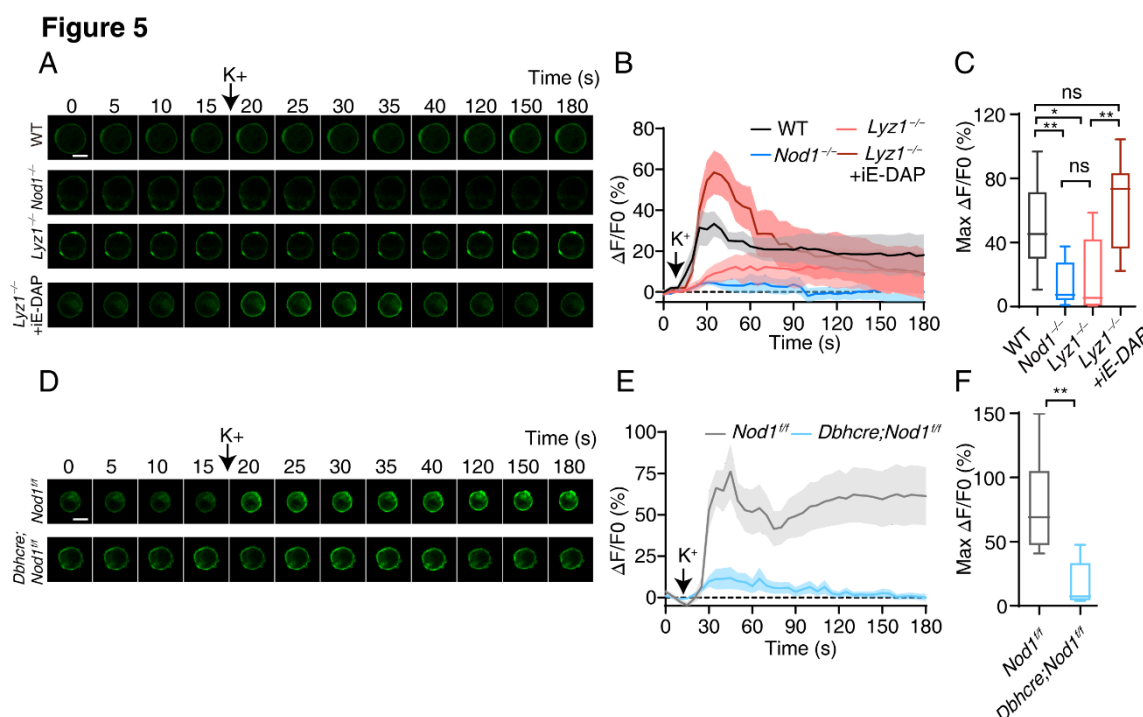 Figure 5
A
K+
Time (s)
0 5 10 15 20 25 30 35 40 120 150 180
WT
Nod1⁻/⁻
Lyz1⁻/⁻
Lyz1⁻/⁻
+iE-DAP
B
WT
Lyz1⁻/⁻
Nod1⁻/⁻
Lyz1⁻/⁻
+iE-DAP
ΔF/F0 (%)
80
60
40
20
0
K⁺
0 30 60 90 120 150 180
Time (s)
C
ns
*
**
**
ns
Max ΔF/F0 (%)
120
80
40
0
WT
Nod1⁻/⁻
Lyz1⁻/⁻
Lyz1⁻/⁻
+iE-DAP
D
K+
Time (s)
0 5 10 15 20 25 30 35 40 120 150 180
Nod1f/f
Dbhcre;
Nod1f/f
E
Nod1f/f
Dbhcre;Nod1f/f
ΔF/F0 (%)
100
75
50
25
0
K⁺
0 30 60 90 120 150 180
Time (s)
F
**
Max ΔF/F0 (%)
150
100
50
0
Nod1f/f
Dbhcre;Nod1f/f